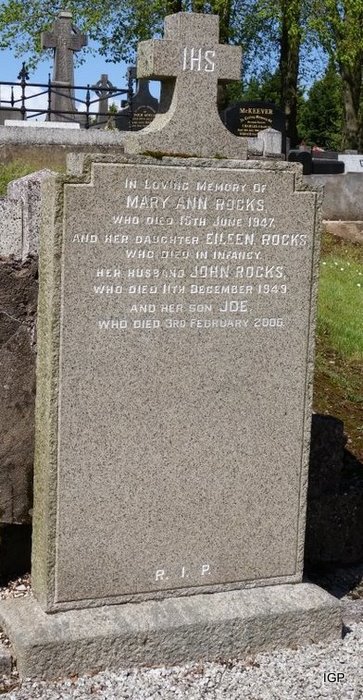 IHS
McKEEVER
In Loving Memory Of
MARY ANN ROCKS
WHO DIED 15TH JUNE 1947,
AND HER DAUGHTER EILEEN ROCKS
WHO DIED IN INFANCY.
HER HUSBAND JOHN ROCKS,
WHO DIED 11TH DECEMBER 1949
AND HER SON JOE,
WHO DIED 3RD FEBRUARY 2006.
R. I. P.
IGP